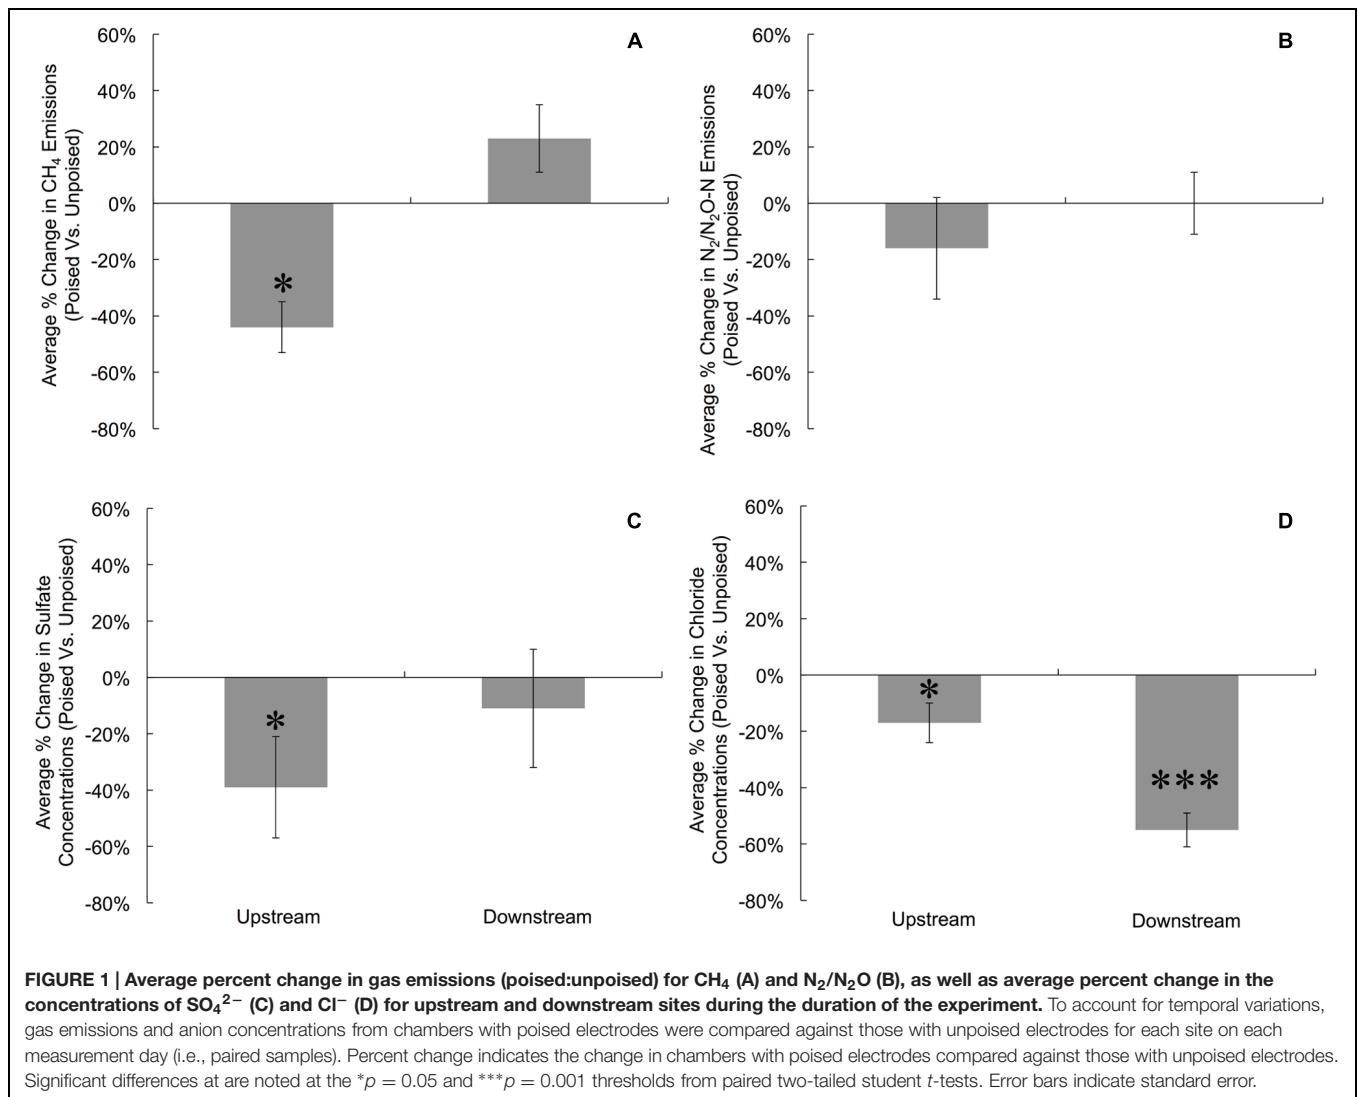 A
Average % Change in CH4 Emissions
(Poised Vs. Unpoised)
60%
40%
20%
0%
-20%
-40%
-60%
-80%
*
B
Average % Change in N2/N2O-N Emissions
(Poised Vs. Unpoised)
60%
40%
20%
0%
-20%
-40%
-60%
-80%
C
Average % Change in Sulfate
Concentrations (Poised Vs. Unpoised)
60%
40%
20%
0%
-20%
-40%
-60%
-80%
*
Upstream
Downstream
D
Average % Change in Chloride
Concentrations (Poised Vs. Unpoised)
60%
40%
20%
0%
-20%
-40%
-60%
-80%
*
***
Upstream
Downstream
FIGURE 1 | Average percent change in gas emissions (poised:unpoised) for CH4 (A) and N2/N2O (B), as well as average percent change in the
concentrations of SO4²⁻ (C) and Cl⁻ (D) for upstream and downstream sites during the duration of the experiment. To account for temporal variations,
gas emissions and anion concentrations from chambers with poised electrodes were compared against those with unpoised electrodes for each site on each
measurement day (i.e., paired samples). Percent change indicates the change in chambers with poised electrodes compared against those with unpoised electrodes.
Significant differences at are noted at the *p = 0.05 and ***p = 0.001 thresholds from paired two-tailed student t-tests. Error bars indicate standard error.